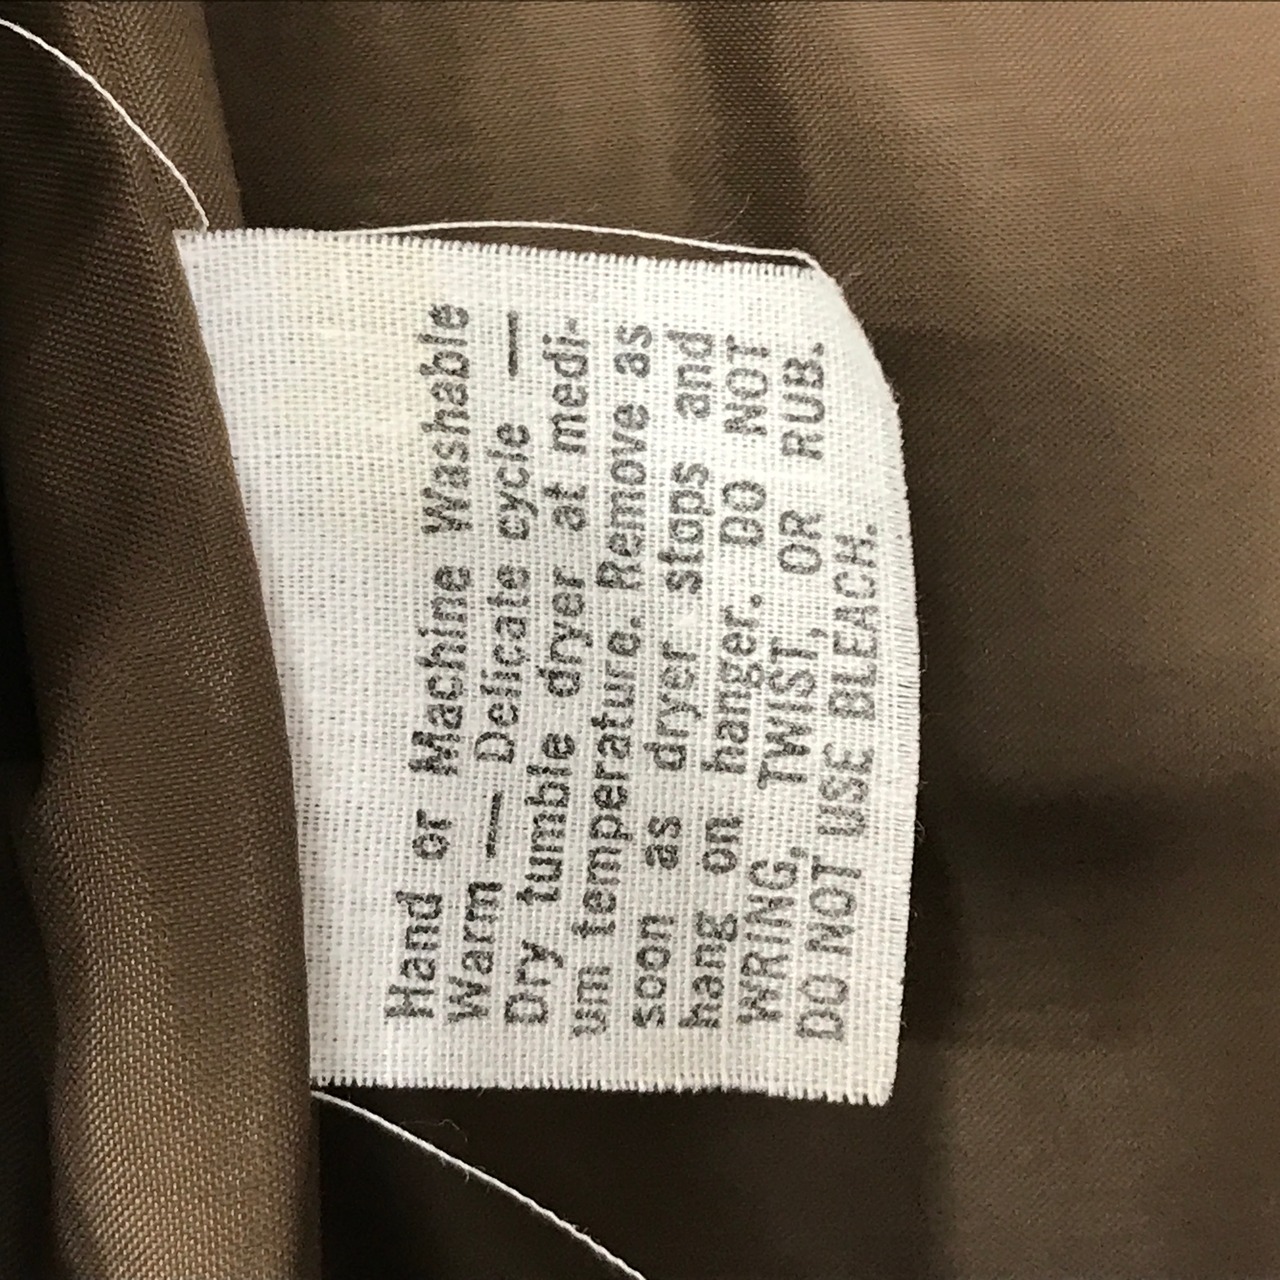 Hand or Machine Washable
Warm — Delicate cycle —
Dry tumble dryer at medi-
um temperature. Remove as
soon as dryer stops and
hang on hanger. DO NOT
WRING, TWIST, OR RUB.
DO NOT USE BLEACH.